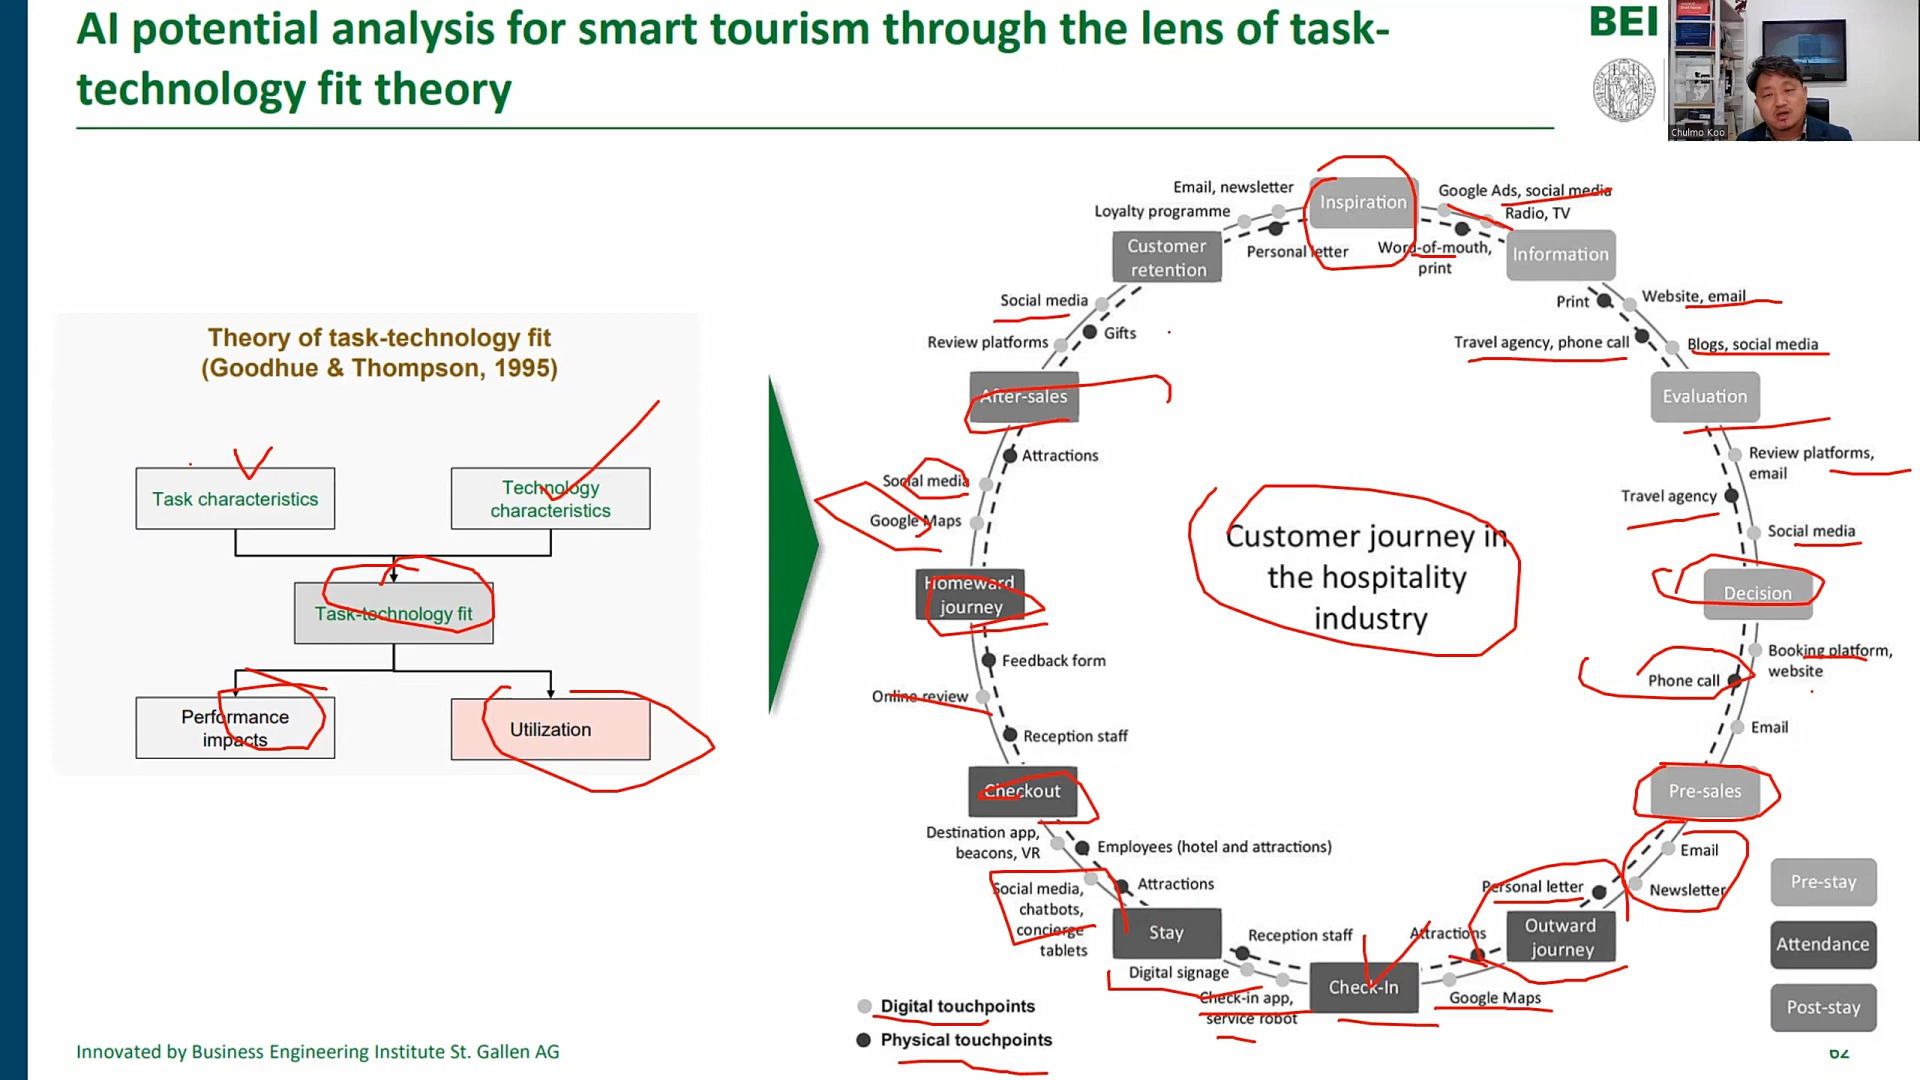 AI potential analysis for smart tourism through the lens of task-
technology fit theory
BEI
Chulmo Koo
Theory of task-technology fit
(Goodhue & Thompson, 1995)
Task characteristics
Technology
characteristics
Task-technology fit
Performance
impacts
Utilization
Customer journey in
the hospitality
industry
Inspiration
Google Ads, social media
Radio, TV
Word-of-mouth,
print
Information
Print
Website, email
Travel agency, phone call
Blogs, social media
Evaluation
Review platforms,
email
Travel agency
Social media
Decision
Booking platform,
website
Phone call
Email
Pre-sales
Email
Newsletter
Personal letter
Outward
journey
Attractions
Google Maps
Check-In
Reception staff
Digital signage
Check-in app,
service robot
Stay
Attractions
Social media,
chatbots,
concierge
tablets
Employees (hotel and attractions)
Destination app,
beacons, VR
Checkout
Reception staff
Online review
Feedback form
Homeward
journey
Google Maps
Social media
Attractions
After-sales
Review platforms
Gifts
Social media
Customer
retention
Loyalty programme
Email, newsletter
Personal letter
Digital touchpoints
Physical touchpoints
Pre-stay
Attendance
Post-stay
Innovated by Business Engineering Institute St. Gallen AG
62